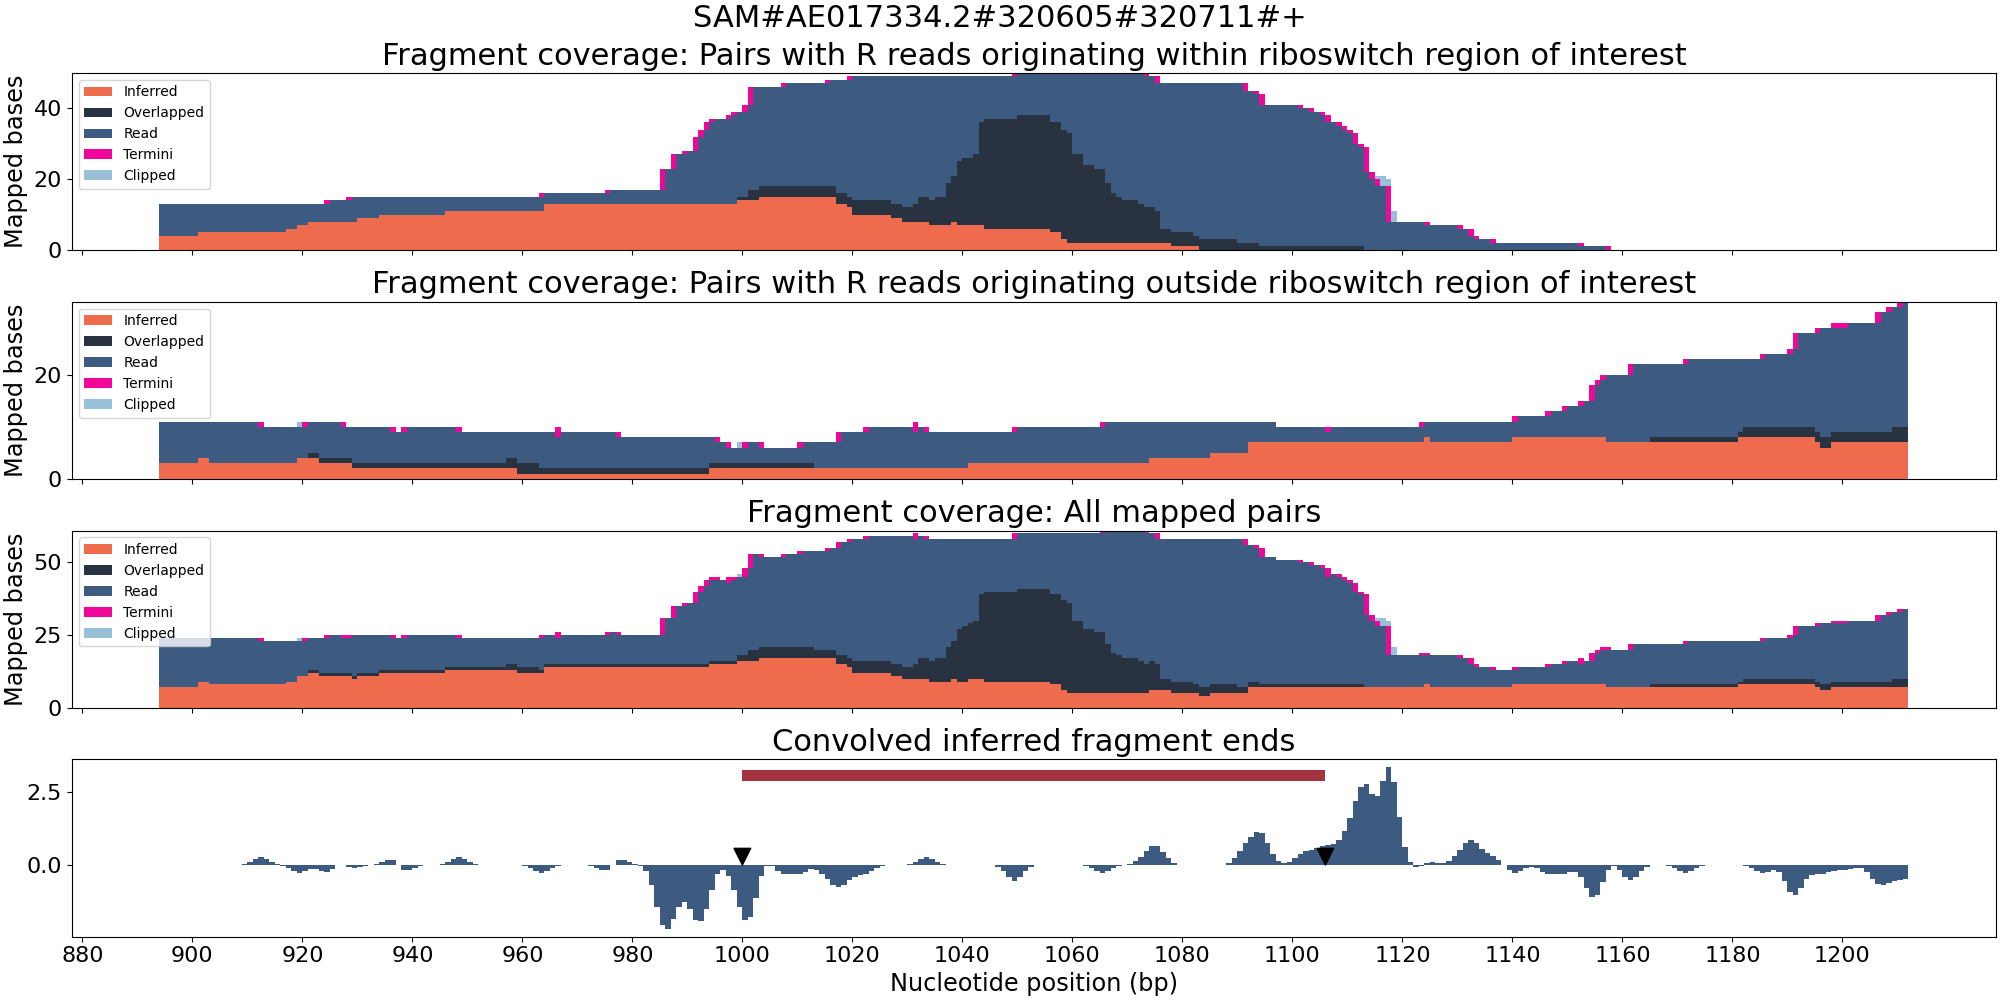 SAM#AE017334.2#320605#320711#+
Fragment coverage: Pairs with R reads originating within riboswitch region of interest
Mapped bases
40
20
0
Inferred
Overlapped
Read
Termini
Clipped
Fragment coverage: Pairs with R reads originating outside riboswitch region of interest
Mapped bases
20
0
Inferred
Overlapped
Read
Termini
Clipped
Fragment coverage: All mapped pairs
Mapped bases
50
25
0
Inferred
Overlapped
Read
Termini
Clipped
Convolved inferred fragment ends
2.5
0.0
880 900 920 940 960 980 1000 1020 1040 1060 1080 1100 1120 1140 1160 1180 1200
Nucleotide position (bp)